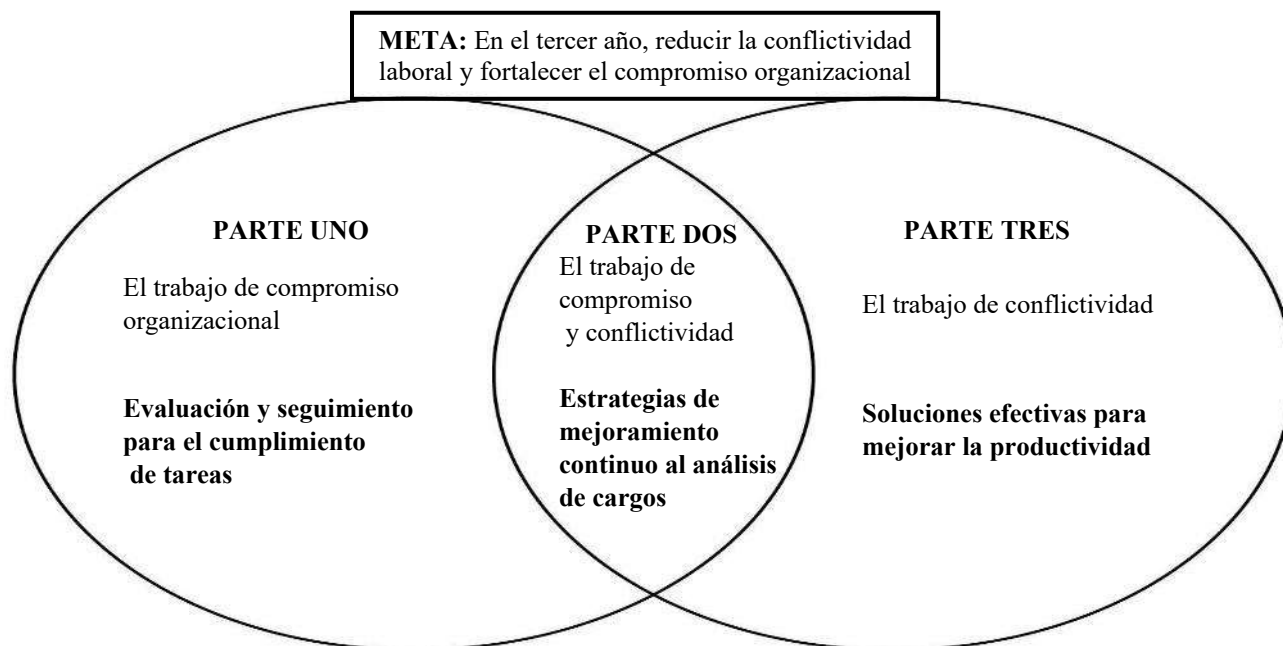 META: En el tercer año, reducir la conflictividad
laboral y fortalecer el compromiso organizacional
PARTE UNO
El trabajo de compromiso
organizacional
Evaluación y seguimiento
para el cumplimiento
de tareas
PARTE DOS
El trabajo de
compromiso
y conflictividad
Estrategias de
mejoramiento
continuo al análisis
de cargos
PARTE TRES
El trabajo de conflictividad
Soluciones efectivas para
mejorar la productividad